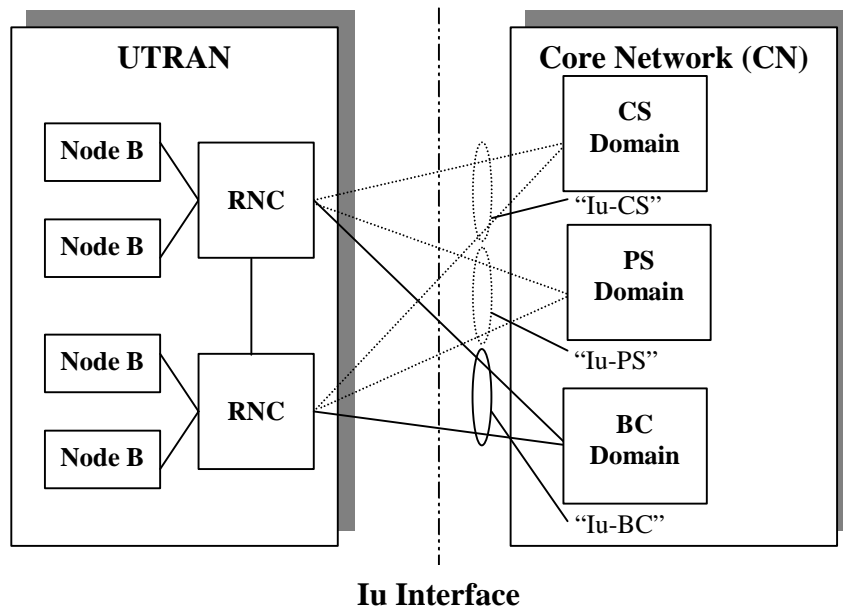 UTRAN
Node B
Node B
RNC
Node B
Node B
RNC
Core Network (CN)
CS
Domain
“Iu-CS”
PS
Domain
“Iu-PS”
BC
Domain
“Iu-BC”
Iu Interface